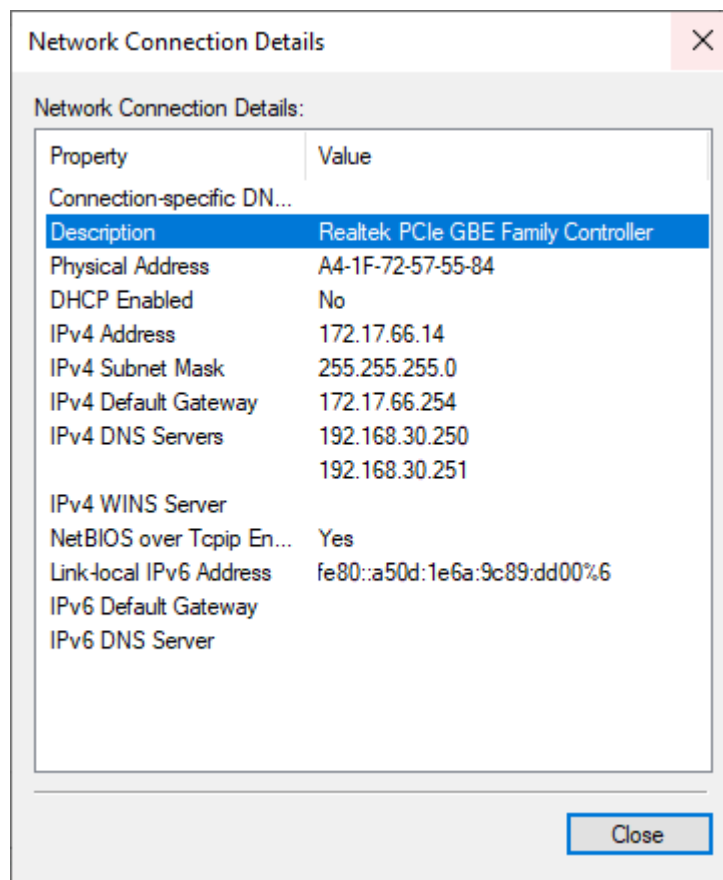 Network Connection Details
Network Connection Details:
Property Value
Connection-specific DN...
Description Realtek PCIe GBE Family Controller
Physical Address A4-1F-72-57-55-84
DHCP Enabled No
IPv4 Address 172.17.66.14
IPv4 Subnet Mask 255.255.255.0
IPv4 Default Gateway 172.17.66.254
IPv4 DNS Servers 192.168.30.250
192.168.30.251
IPv4 WINS Server
NetBIOS over Tcpip En... Yes
Link-local IPv6 Address fe80::a50d:1e6a:9c89:dd00%6
IPv6 Default Gateway
IPv6 DNS Server
Close